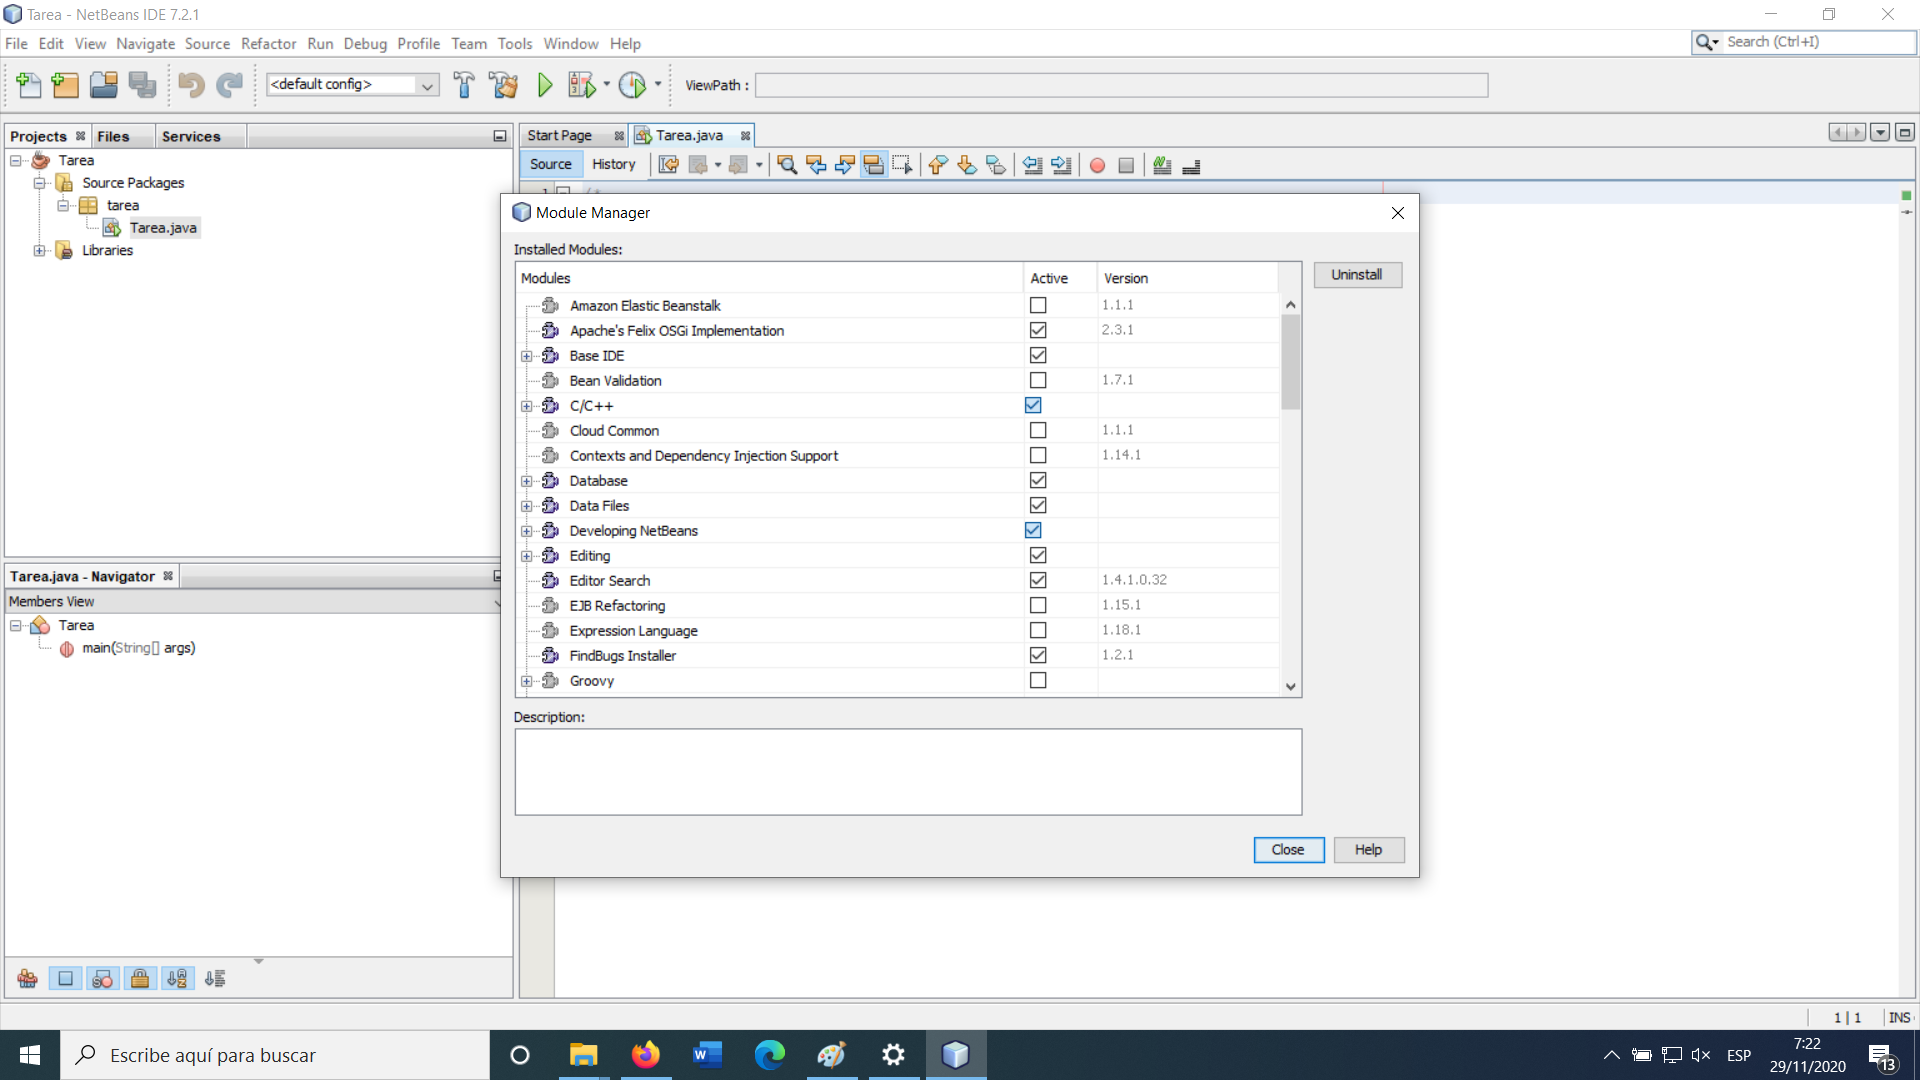 Tarea - NetBeans IDE 7.2.1
File Edit View Navigate Source Refactor Run Debug Profile Team Tools Window Help
Search (Ctrl+I)
<default config>
ViewPath :
Projects Files Services
Tarea
Source Packages
tarea
Tarea.java
Libraries
Start Page Tarea.java
Source History
1
Module Manager
Installed Modules:
Modules Active Version
Amazon Elastic Beanstalk 1.1.1
Apache's Felix OSGi Implementation 2.3.1
Base IDE
Bean Validation 1.7.1
C/C++
Cloud Common 1.1.1
Contexts and Dependency Injection Support 1.14.1
Database
Data Files
Developing NetBeans
Editing
Editor Search 1.4.1.0.32
EJB Refactoring 1.15.1
Expression Language 1.18.1
FindBugs Installer 1.2.1
Groovy
Uninstall
Description:
Close Help
Tarea.java - Navigator
Members View
Tarea
main(String[] args)
1 | 1 INS
Escribe aquí para buscar
ESP
7:22
29/11/2020
13